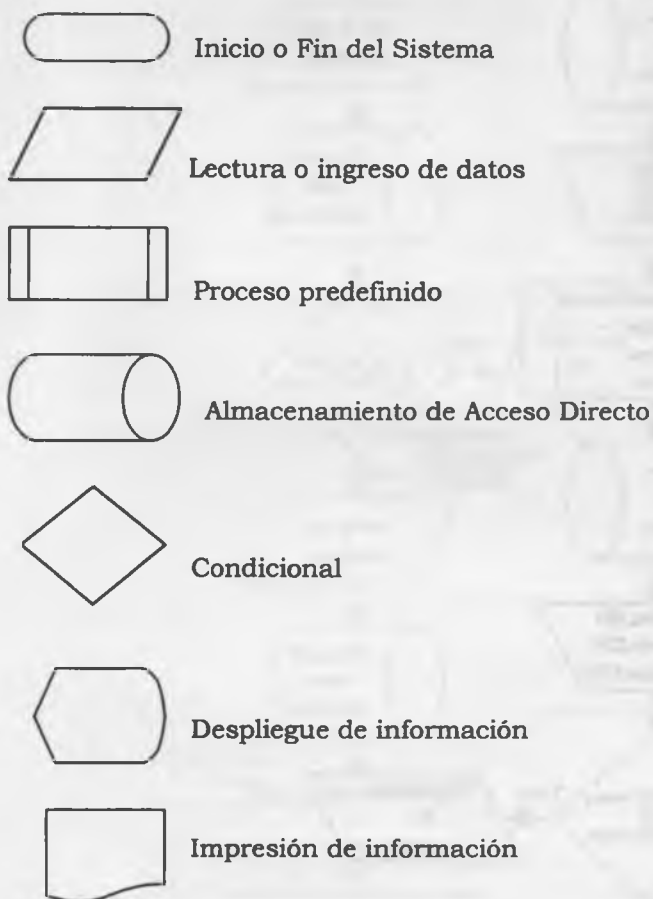 Inicio o Fin del Sistema
Lectura o ingreso de datos
Proceso predefinido
Almacenamiento de Acceso Directo
Condicional
Despliegue de información
Impresión de información